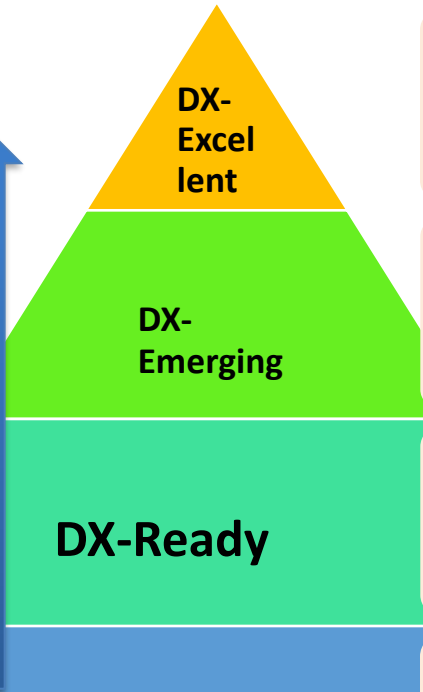 DX-
Excel
lent
DX-
Emerging
DX-Ready